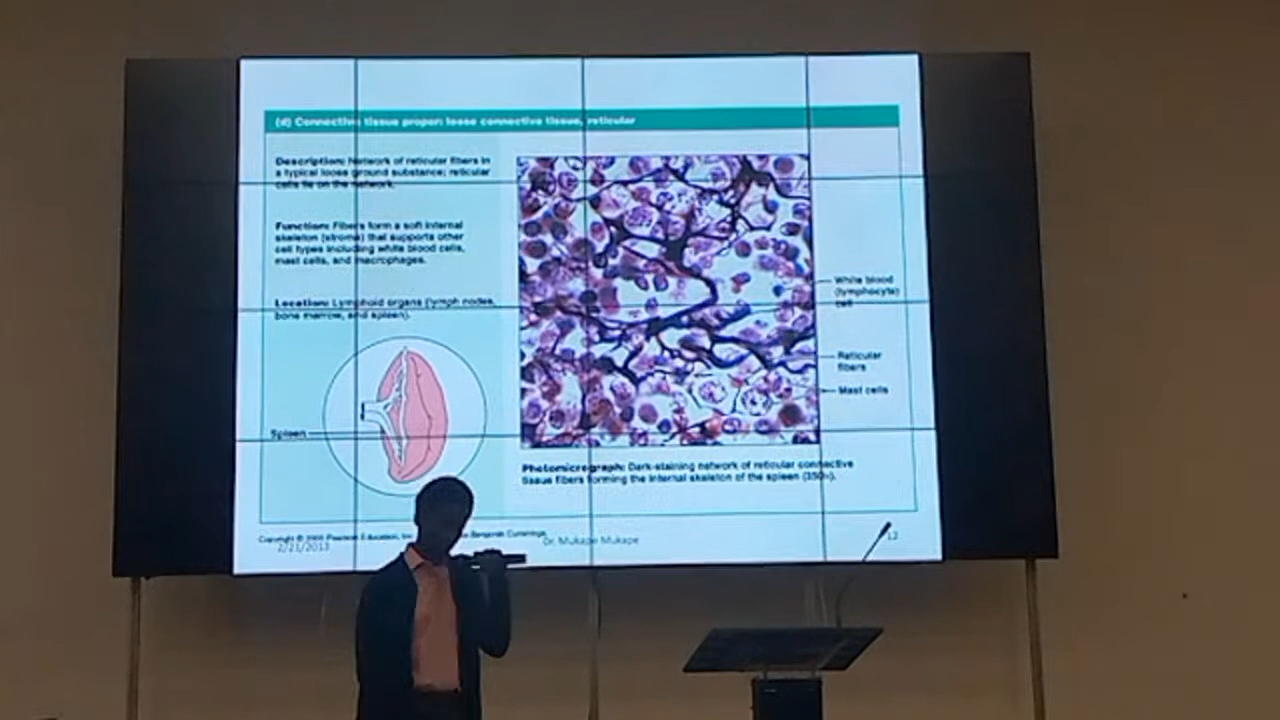 (d) Connective tissue proper: loose connective tissue, reticular
Description: Network of reticular fibers in
a typical loose ground substance; reticular
cells lie on the network.
Function: Fibers form a soft internal
skeleton (stroma) that supports other
cell types including white blood cells,
mast cells, and macrophages.
Location: Lymphoid organs (lymph nodes,
bone marrow, and spleen).
Spleen
White blood
(lymphocyte)
cell
Reticular
fibers
Mast cells
Photomicrograph: Dark-staining network of reticular connective
tissue fibers forming the internal skeleton of the spleen (350x).
Copyright © Pearson Education, Inc Benjamin Cummings.
2/21/2013
Dr. Mukape Mukape
12